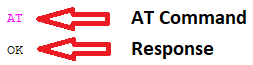 AT AT Command
OK Response